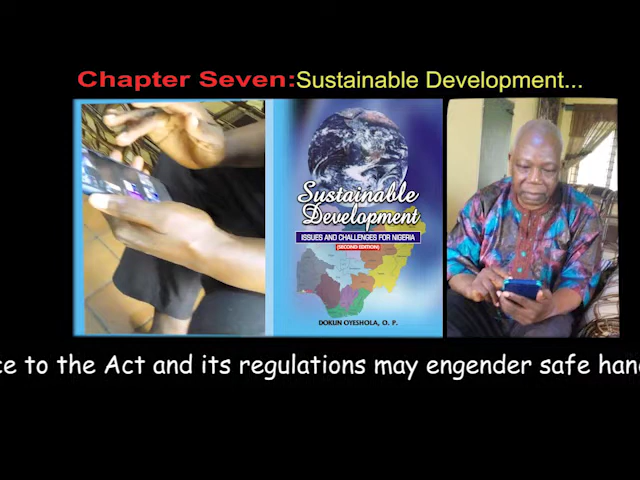 Chapter Seven:Sustainable Development...
Sustainable
Development
ISSUES AND CHALLENGES FOR NIGERIA
(SECOND EDITION)
DOKUN OYESHOLA, O. P.
ce to the Act and its regulations may engender safe han